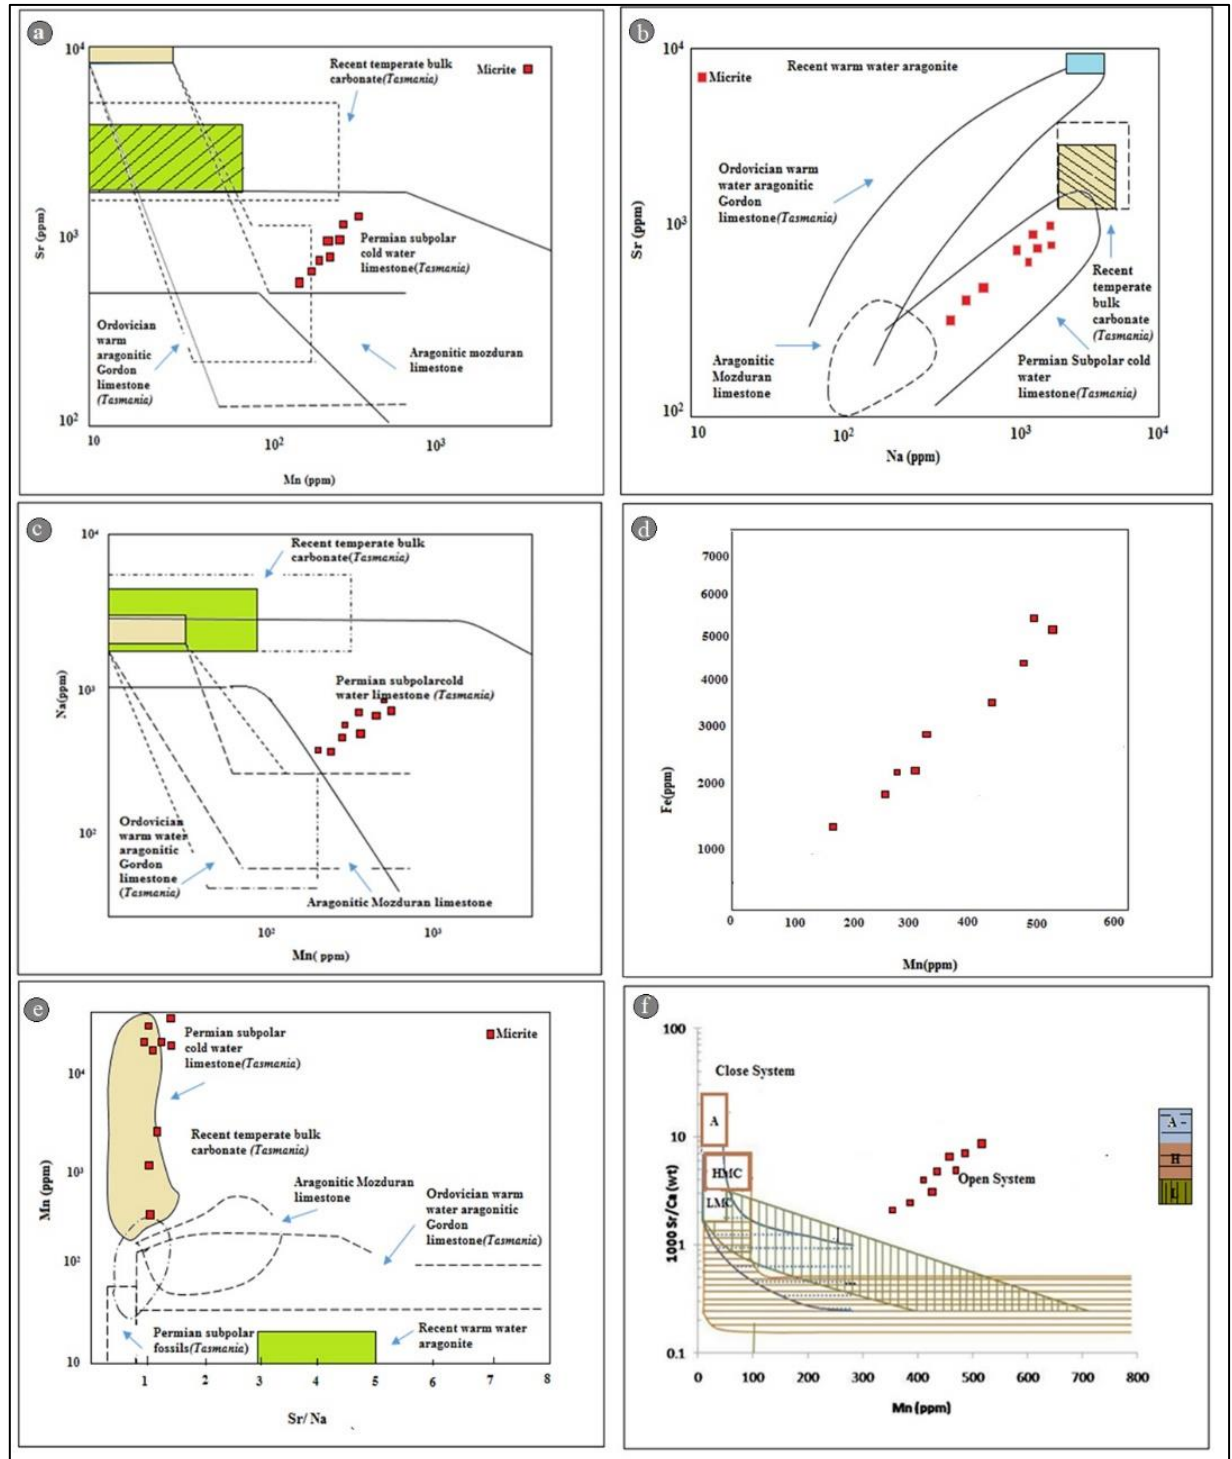 a
10⁴
Recent temperate bulk
carbonate(Tasmania)
Micrite
10³
Sr (ppm)
Permian subpolar
cold water
limestone(Tasmania)
Ordovician
warm
aragonitic
Gordon
limestone
(Tasmania)
Aragonitic mozduran
limestone
10²
10
10²
10³
Mn (ppm)
b
10⁴
Micrite
Recent warm water aragonite
Ordovician warm
water aragonitic
Gordon
limestone(Tasmania)
Sr (ppm)
10³
Recent
temperate
bulk
carbonate
(Tasmania)
Aragonitic
Mozduran
limestone
Permian Subpolar cold
water
limestone(Tasmania)
10²
10
10²
10³
10⁴
Na (ppm)
c
10⁴
Recent temperate bulk
carbonate(Tasmania)
Na(ppm)
10³
Permian subpolarcold
water limestone (Tasmania)
10²
Ordovician
warm water
aragonitic
Gordon
limestone
(Tasmania)
Aragonitic Mozduran limestone
10²
10³
Mn( ppm)
d
7000
6000
5000
4000
3000
2000
1000
Fe(ppm)
0
100
200
300
400
500
600
Mn(ppm)
e
Micrite
Permian subpolar
cold water
limestone(Tasmania)
10⁴
Recent temperate bulk
carbonate (Tasmania)
10³
Mn (ppm)
Aragonitic Mozduran
limestone
Ordovician warm
water aragonitic
Gordon
limestone(Tasmania)
10²
Permian subpolar
fossils(Tasmania)
Recent warm water
aragonite
10
1
2
3
4
5
6
7
8
Sr/ Na
f
100
Close System
A
10
HMC
LMC
Open System
A
H
L
1000 Sr/Ca (wt)
1
0.1
0
100
200
300
400
500
600
700
800
Mn (ppm)